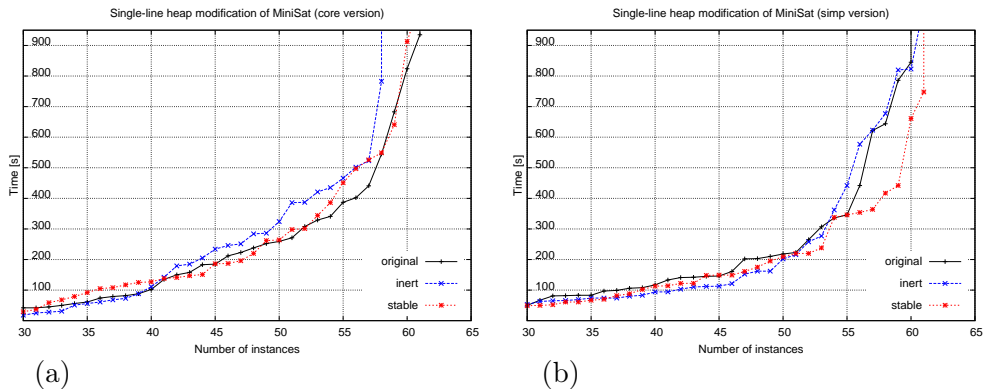 Single-line heap modification of MiniSat (core version)
900
800
700
600
500
400
300
200
100
Time [s]
original
inert
stable
30 35 40 45 50 55 60 65
Number of instances
(a)
Single-line heap modification of MiniSat (simp version)
900
800
700
600
500
400
300
200
100
Time [s]
original
inert
stable
30 35 40 45 50 55 60 65
Number of instances
(b)